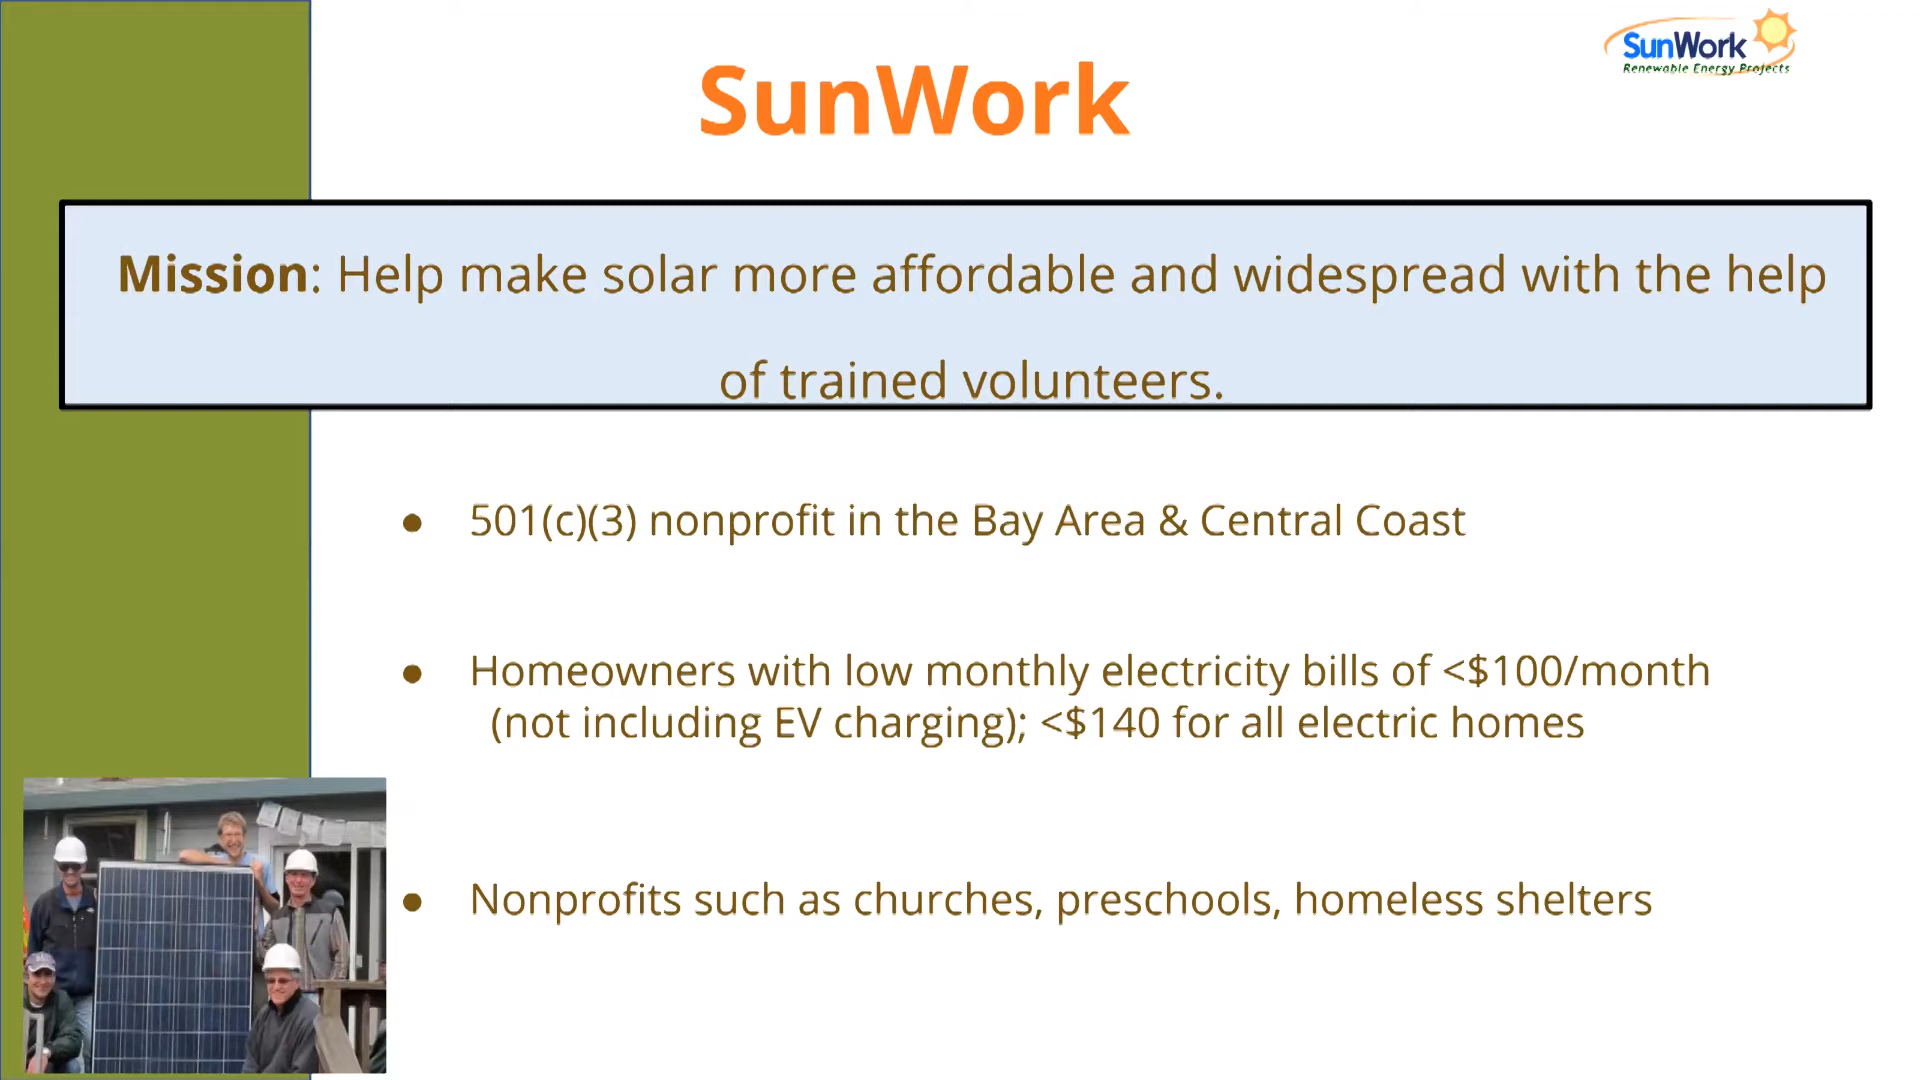 SunWork
Renewable Energy Projects
SunWork
Mission: Help make solar more affordable and widespread with the help
of trained volunteers.
● 501(c)(3) nonprofit in the Bay Area & Central Coast
● Homeowners with low monthly electricity bills of <$100/month
(not including EV charging); <$140 for all electric homes
● Nonprofits such as churches, preschools, homeless shelters